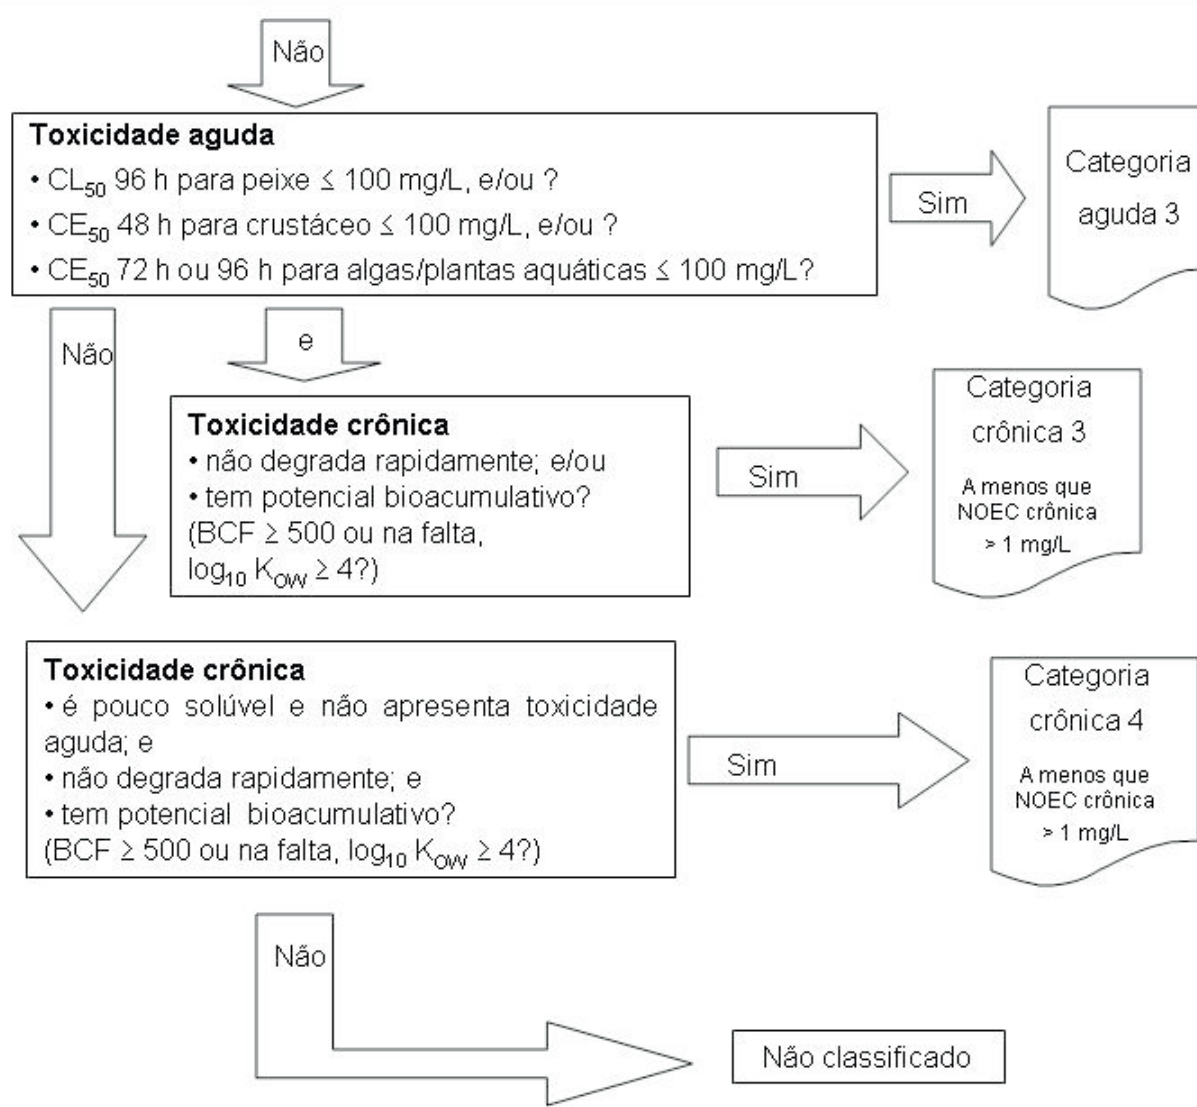 Não
Toxicidade aguda
• CL50 96 h para peixe ≤ 100 mg/L, e/ou ?
• CE50 48 h para crustáceo ≤ 100 mg/L, e/ou ?
• CE50 72 h ou 96 h para algas/plantas aquáticas ≤ 100 mg/L?
Sim
Categoria
aguda 3
Não
e
Toxicidade crônica
• não degrada rapidamente; e/ou
• tem potencial bioacumulativo?
(BCF ≥ 500 ou na falta,
log10 KOW ≥ 4?)
Sim
Categoria
crônica 3
A menos que
NOEC crônica
> 1 mg/L
Toxicidade crônica
• é pouco solúvel e não apresenta toxicidade
aguda; e
• não degrada rapidamente; e
• tem potencial bioacumulativo?
(BCF ≥ 500 ou na falta, log10 KOW ≥ 4?)
Sim
Categoria
crônica 4
A menos que
NOEC crônica
> 1 mg/L
Não
Não classificado